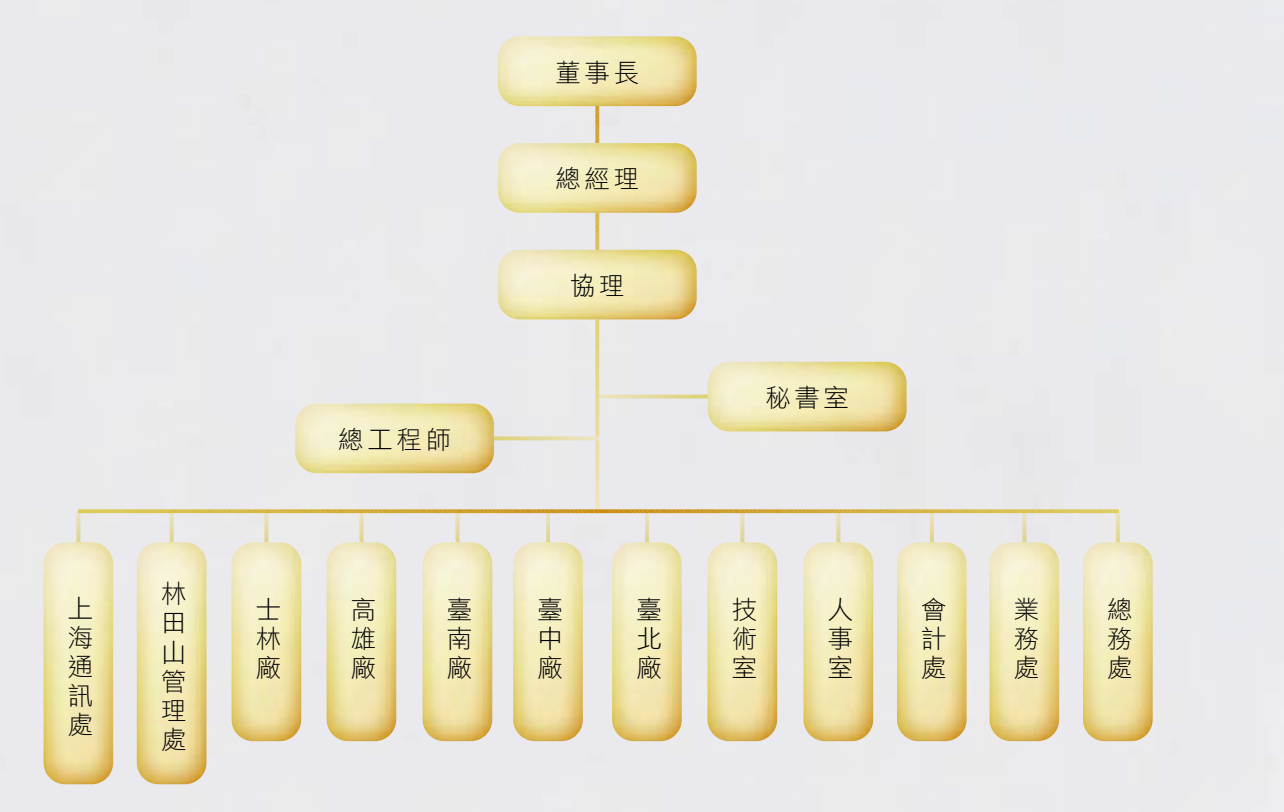 董事長
總經理
協理
秘書室
總工程師
上海通訊處
林田山管理處
士林廠
高雄廠
臺南廠
臺中廠
臺北廠
技術室
人事室
會計處
業務處
總務處